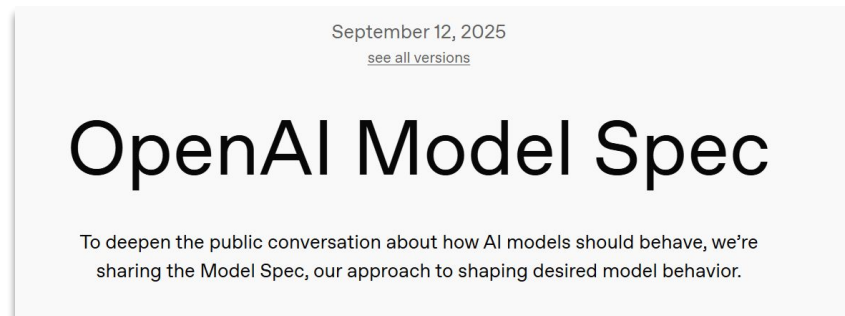 September 12, 2025
see all versions
OpenAI Model Spec
To deepen the public conversation about how AI models should behave, we’re
sharing the Model Spec, our approach to shaping desired model behavior.